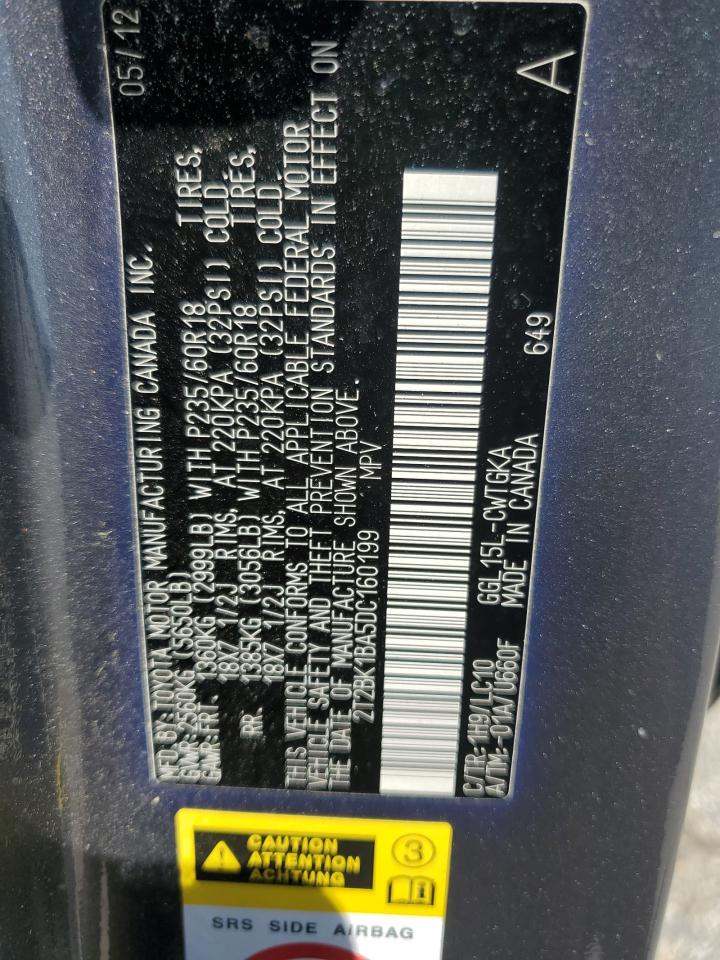 MFD BY: TOYOTA MOTOR MANUFACTURING CANADA INC. 05/12
GWR: 2560KG (5650LB)
GWR FRT. 1360KG (2999LB) WITH P235/60R18 TIRES,
18X7 1/2J RIMS, AT 220KPA (32PSI) COLD.
RR. 1385KG (3056LB) WITH P235/60R18 TIRES,
18X7 1/2J RIMS, AT 220KPA (32PSI) COLD.
THIS VEHICLE CONFORMS TO ALL APPLICABLE FEDERAL MOTOR
VEHICLE SAFETY AND THEFT PREVENTION STANDARDS IN EFFECT ON
THE DATE OF MANUFACTURE SHOWN ABOVE.
2T2BK1BA5DC160199 MPV
C/TR: 1H9/LC10 GGL15L-CWTGKA 649
A/TM: -01A/U660F MADE IN CANADA A
CAUTION
ATTENTION
ACHTUNG
3
SRS SIDE AIRBAG